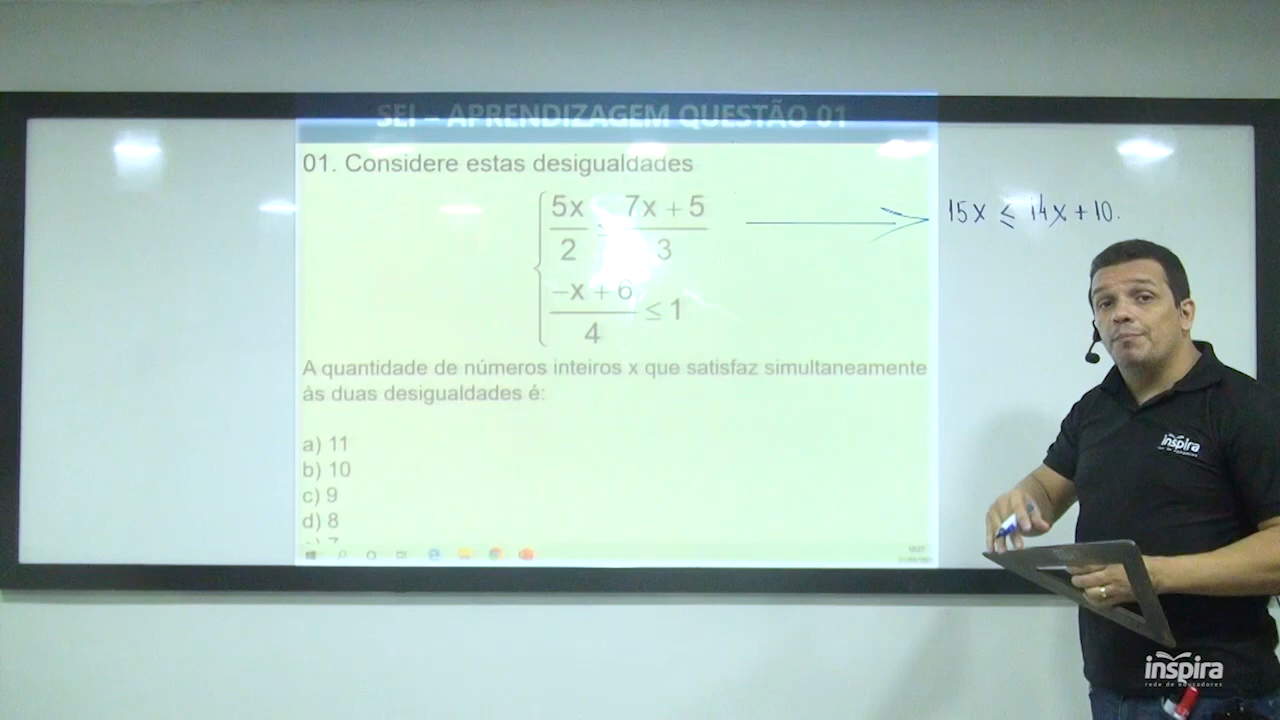 SEI – APRENDIZAGEM QUESTÃO 01
01. Considere estas desigualdades
5x/2 ≤ 7x + 5/3
15x ≤ 14x + 10.
–x + 6/4 ≤ 1
A quantidade de números inteiros x que satisfaz simultaneamente
às duas desigualdades é:
a) 11
b) 10
c) 9
d) 8
inspira
inspira
rede de educadores